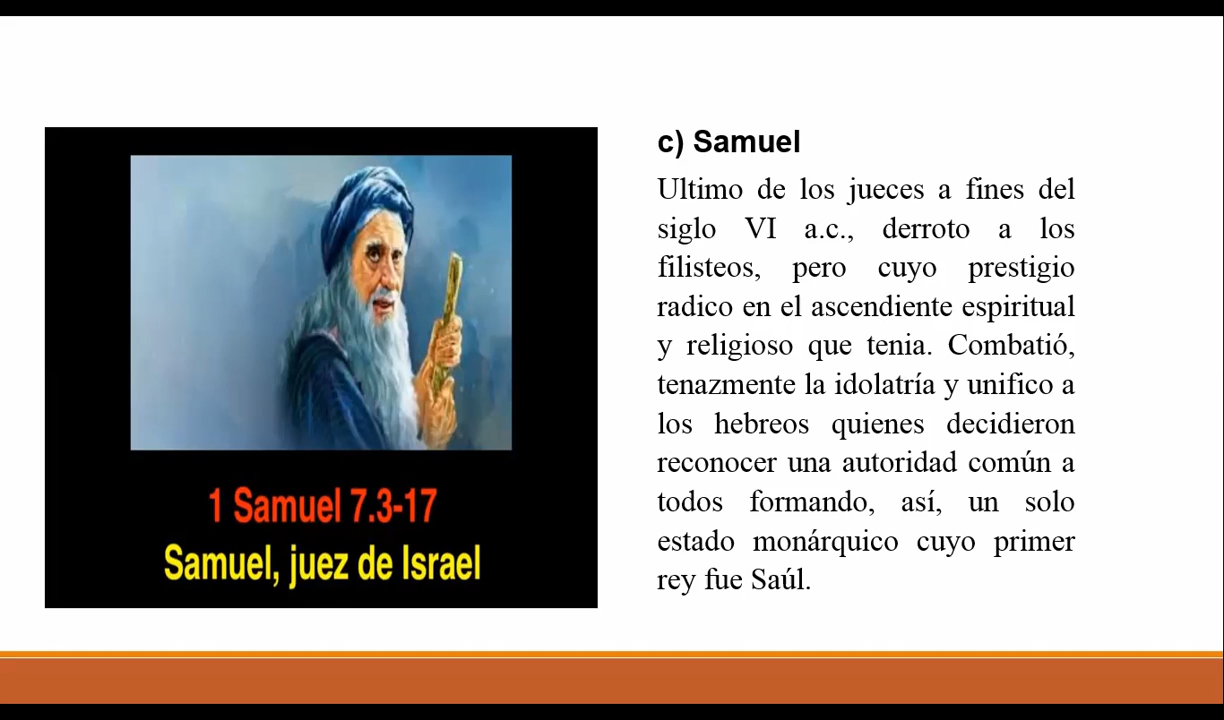 1 Samuel 7.3-17
Samuel, juez de Israel
c) Samuel
Ultimo de los jueces a fines del
siglo VI a.c., derroto a los
filisteos, pero cuyo prestigio
radico en el ascendiente espiritual
y religioso que tenia. Combatió,
tenazmente la idolatría y unifico a
los hebreos quienes decidieron
reconocer una autoridad común a
todos formando, así, un solo
estado monárquico cuyo primer
rey fue Saúl.